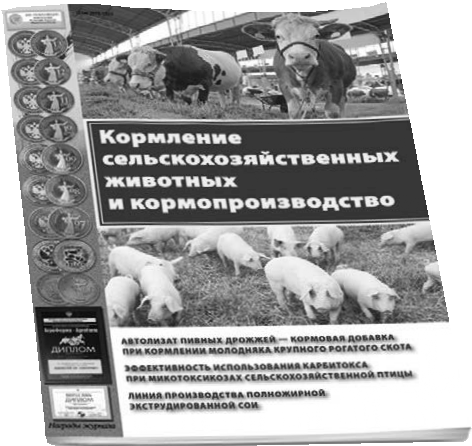 Кормление
сельскохозяйственных
животных
и кормопроизводство
АВТОЛИЗАТ ПИВНЫХ ДРОЖЖЕЙ — КОРМОВАЯ ДОБАВКА
ПРИ КОРМЛЕНИИ МОЛОДНЯКА КРУПНОГО РОГАТОГО СКОТА
ЭФФЕКТИВНОСТЬ ИСПОЛЬЗОВАНИЯ КАРБИТОКСА
ПРИ МИКОТОКСИКОЗАХ СЕЛЬСКОХОЗЯЙСТВЕННОЙ ПТИЦЫ
ЛИНИЯ ПРОИЗВОДСТВА ПОЛНОЖИРНОЙ
ЭКСТРУДИРОВАННОЙ СОИ
ДИПЛОМ
ДИПЛОМ
Награды журнала